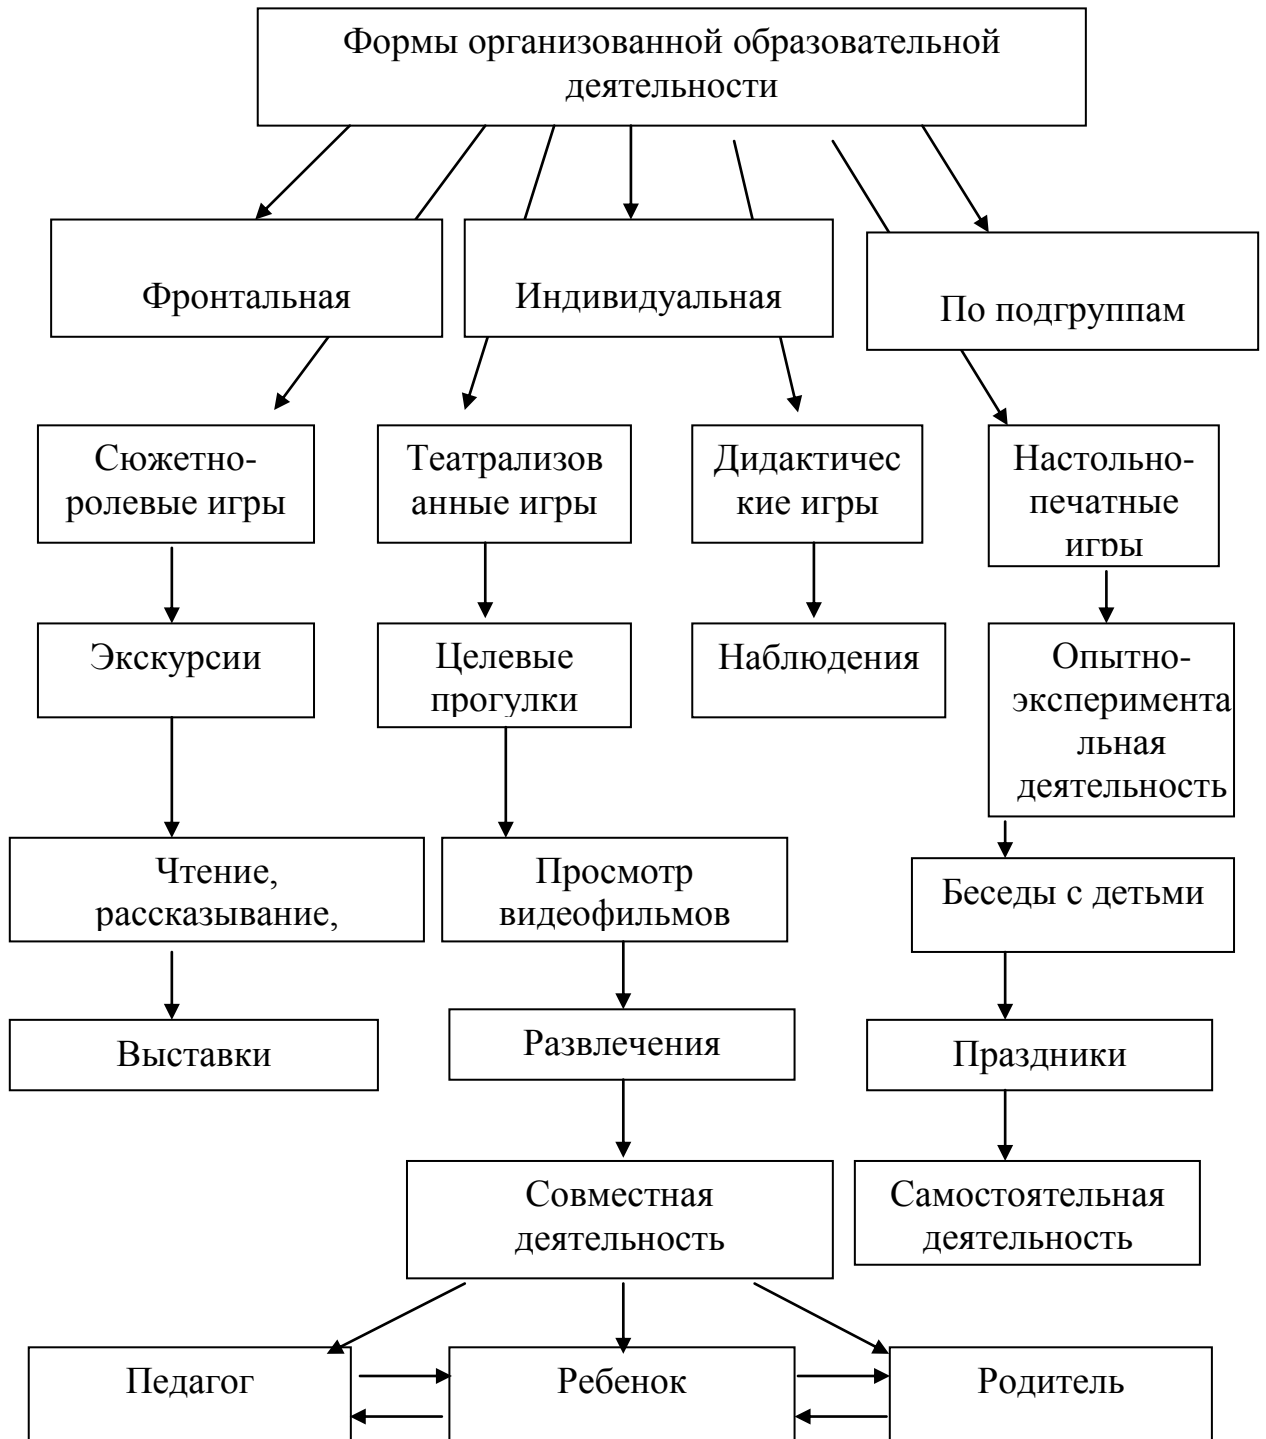 Формы организованной образовательной
деятельности
Фронтальная
Индивидуальная
По подгруппам
Сюжетно-
ролевые игры
Театрализов
анные игры
Дидактичес
кие игры
Настольно-
печатные
игры
Экскурсии
Целевые
прогулки
Наблюдения
Опытно-
эксперимента
льная
деятельность
Чтение,
рассказывание,
Просмотр
видеофильмов
Беседы с детьми
Выставки
Развлечения
Праздники
Совместная
деятельность
Самостоятельная
деятельность
Педагог
Ребенок
Родитель